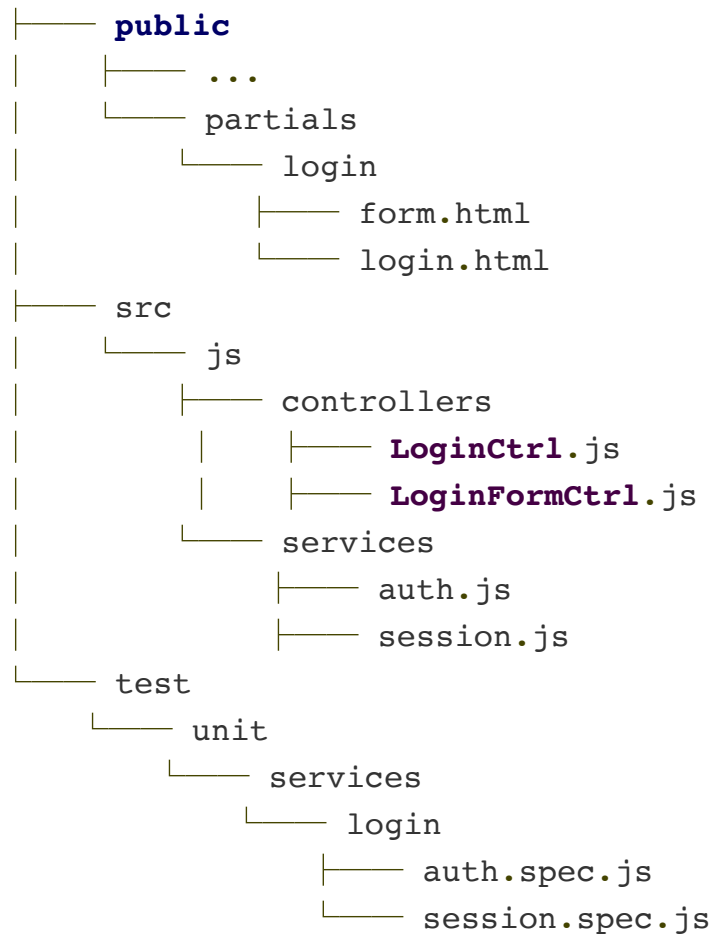 ├──── public
│     ├──── ...
│     └──── partials
│          └──── login
│               ├──── form.html
│               └──── login.html
├──── src
│     └──── js
│          ├──── controllers
│           │    ├──── LoginCtrl.js
│           │    ├──── LoginFormCtrl.js
│          └──── services
│                ├──── auth.js
│                ├──── session.js
└──── test
     └──── unit
          └──── services
               └──── login
                    ├──── auth.spec.js
                    └──── session.spec.js